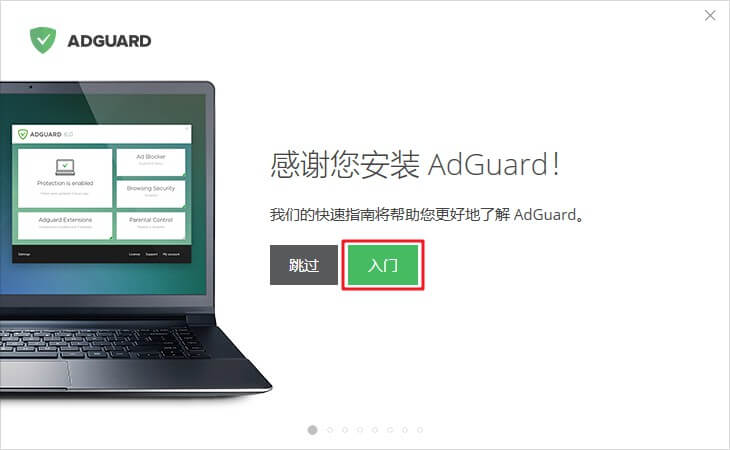 ADGUARD
ADGUARD 6.0
Ad Blocker
Protection is enabled
Browsing Security
Adguard Extensions
Parental Control
Settings
License Support My account
感谢您安装 AdGuard！
我们的快速指南将帮助您更好地了解 AdGuard。
跳过
入门